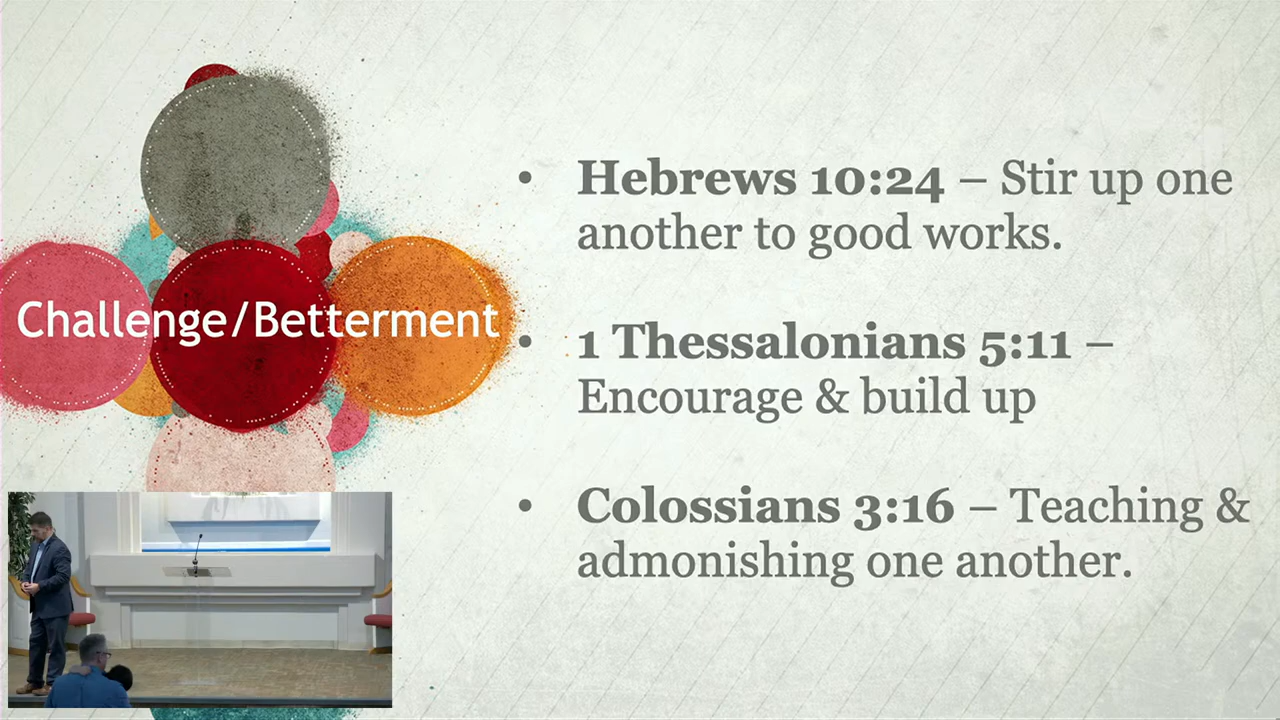 Challenge/Betterment
• Hebrews 10:24 – Stir up one
another to good works.
• 1 Thessalonians 5:11 –
Encourage & build up
• Colossians 3:16 – Teaching &
admonishing one another.